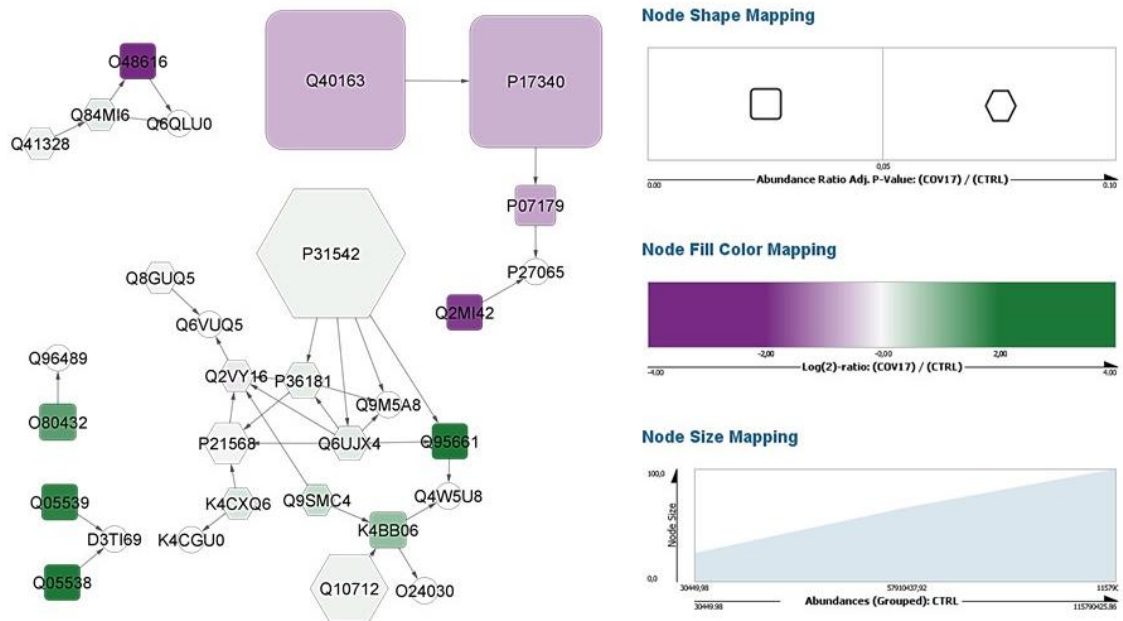 Node Shape Mapping
0,05
0.00
Abundance Ratio Adj. P-Value: (COV17) / (CTRL)
0.10
Node Fill Color Mapping
-2,00
-0,00
2,00
-4.00
Log(2)-ratio: (COV17) / (CTRL)
4.00
Node Size Mapping
100,0
Node Size
0,0
30449,98
57910437,92
115790
30449.98
Abundances (Grouped): CTRL
115790425.86
O48616
Q84MI6
Q6QLU0
Q41328
Q40163
P17340
P07179
P27065
Q2MI42
P31542
Q8GUQ5
Q6VUQ5
Q96489
Q2VY16
P36181
Q9M5A8
O80432
P21568
Q6UJX4
Q95661
Q05539
K4CXQ6
Q9SMC4
Q4W5U8
D3TI69
K4CGU0
K4BB06
Q05538
Q10712
O24030